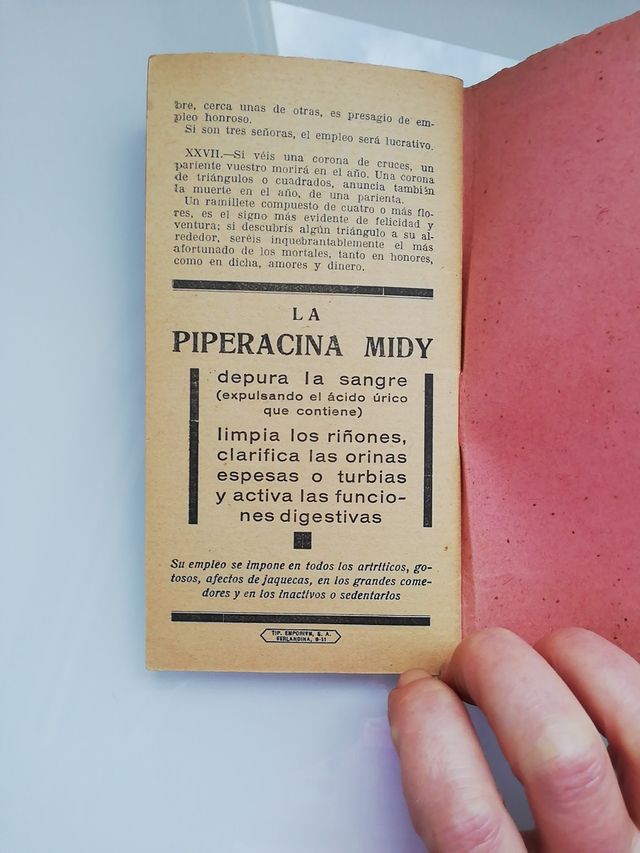 bre, cerca unas de otras, es presagio de em-
pleo honroso.
Si son tres señoras, el empleo será lucrativo.
XXVII.—Si véis una corona de cruces, un
pariente vuestro morirá en el año. Una corona
de triángulos o cuadrados, anuncia también
la muerte en el año, de una parienta.
Un ramillete compuesto de cuatro o más flo-
res, es el signo más evidente de felicidad y
ventura; si descubrís algún triángulo a su al-
rededor, seréis inquebrantablemente el más
afortunado de los mortales, tanto en honores,
como en dicha, amores y dinero.
LA
PIPERACINA MIDY
depura la sangre
(expulsando el ácido úrico
que contiene)
limpia los riñones,
clarifica las orinas
espesas o turbias
y activa las funcio-
nes digestivas
Su empleo se impone en todos los artríticos, go-
tosos, afectos de jaquecas, en los grandes come-
dores y en los inactivos o sedentarios
TIP. EMPORIVM, S. A.
FERLANDINA, 9-11